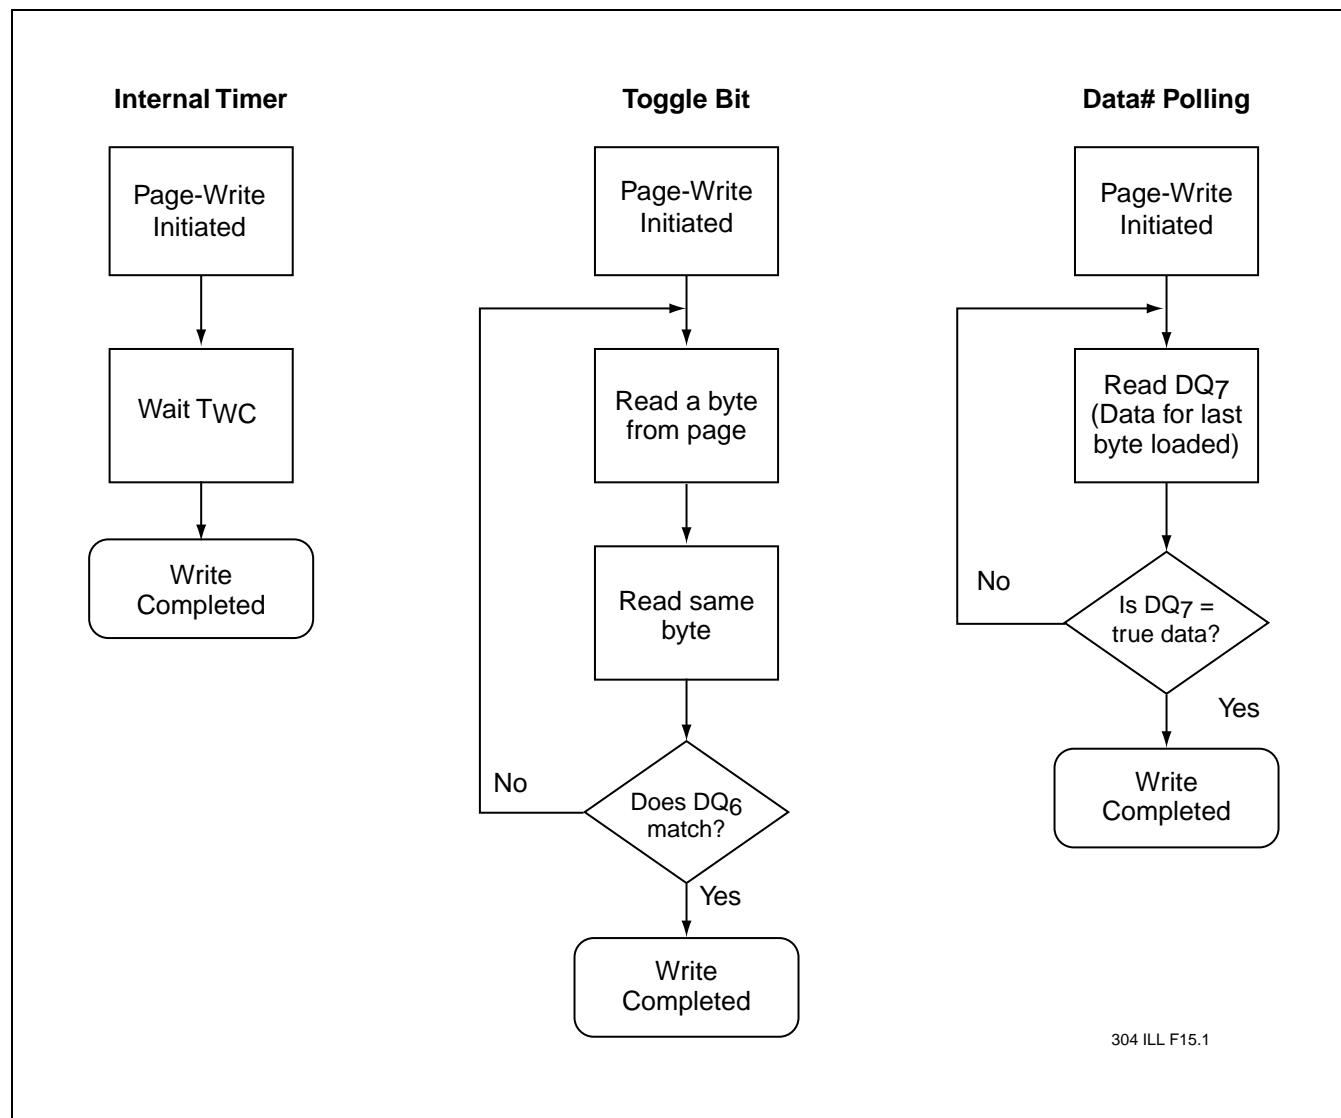 Internal Timer
Page-Write
Initiated
Wait TWC
Write
Completed
Toggle Bit
Page-Write
Initiated
Read a byte
from page
Read same
byte
No
Does DQ6
match?
Yes
Write
Completed
Data# Polling
Page-Write
Initiated
Read DQ7
(Data for last
byte loaded)
No
Is DQ7 =
true data?
Yes
Write
Completed
304 ILL F15.1